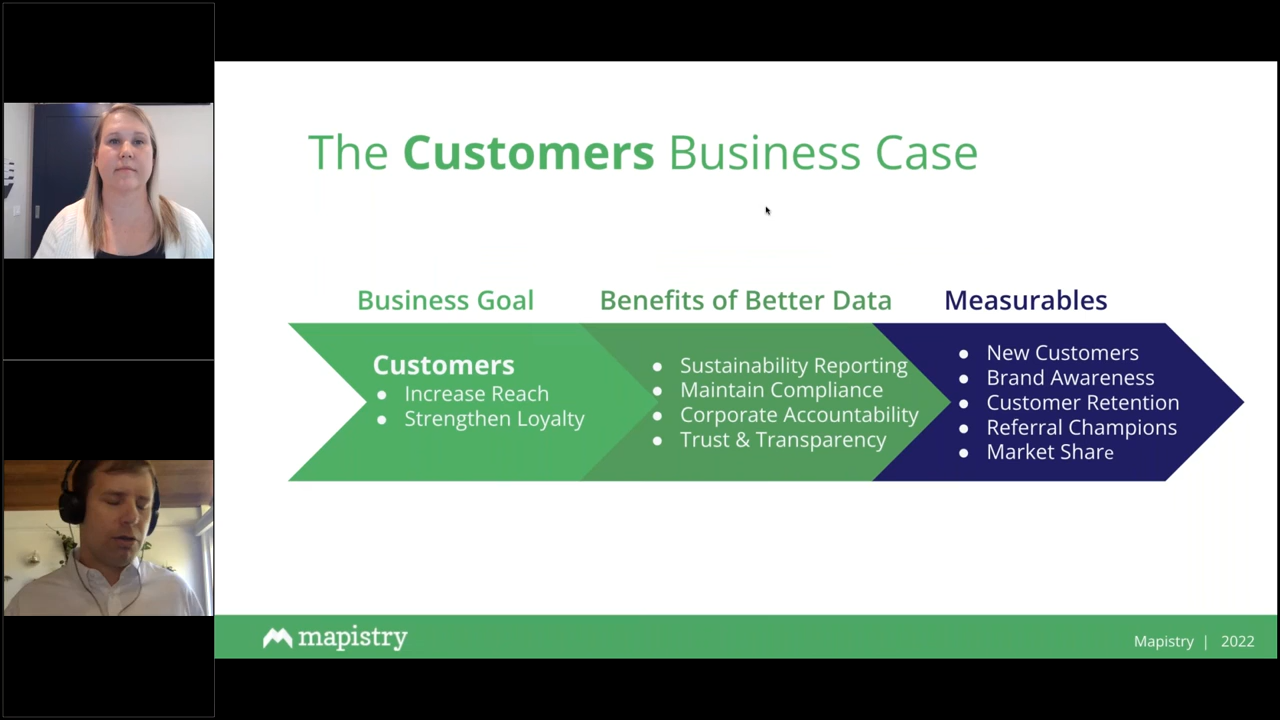 The Customers Business Case
Business Goal
Customers
● Increase Reach
● Strengthen Loyalty
Benefits of Better Data
● Sustainability Reporting
● Maintain Compliance
● Corporate Accountability
● Trust & Transparency
Measurables
● New Customers
● Brand Awareness
● Customer Retention
● Referral Champions
● Market Share
mapistry
Mapistry | 2022